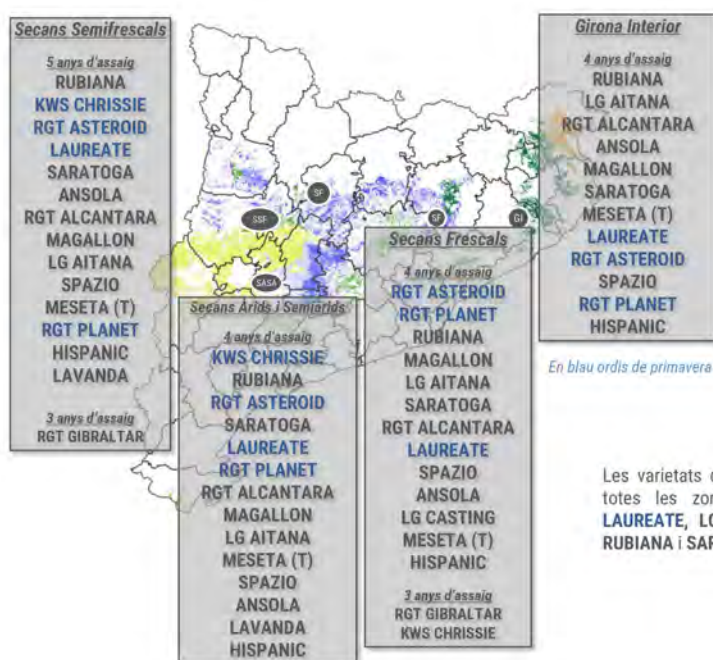 Secans Semifrescals
5 anys d'assaig
RUBIANA
KWS CHRISSIE
RGT ASTEROID
LAUREATE
SARATOGA
ANSOLA
RGT ALCANTARA
MAGALLON
LG AITANA
SPAZIO
MESETA (T)
RGT PLANET
HISPANIC
LAVANDA
3 anys d'assaig
RGT GIBRALTAR
SF
SSF
SASA
SF
GI
Secans Àrids i Semiàrids
4 anys d'assaig
KWS CHRISSIE
RUBIANA
RGT ASTEROID
SARATOGA
LAUREATE
RGT PLANET
RGT ALCANTARA
MAGALLON
LG AITANA
MESETA (T)
SPAZIO
ANSOLA
LAVANDA
HISPANIC
Secans Frescals
4 anys d'assaig
RGT ASTEROID
RGT PLANET
RUBIANA
MAGALLON
LG AITANA
SARATOGA
RGT ALCANTARA
LAUREATE
SPAZIO
ANSOLA
LG CASTING
MESETA (T)
HISPANIC
3 anys d'assaig
RGT GIBRALTAR
KWS CHRISSIE
Girona Interior
4 anys d'assaig
RUBIANA
LG AITANA
RGT ALCANTARA
ANSOLA
MAGALLON
SARATOGA
MESETA (T)
LAUREATE
RGT ASTEROID
SPAZIO
RGT PLANET
HISPANIC
En blau ordis de primavera
Les varietats
totes les
LAUREATE, LG
RUBIANA i